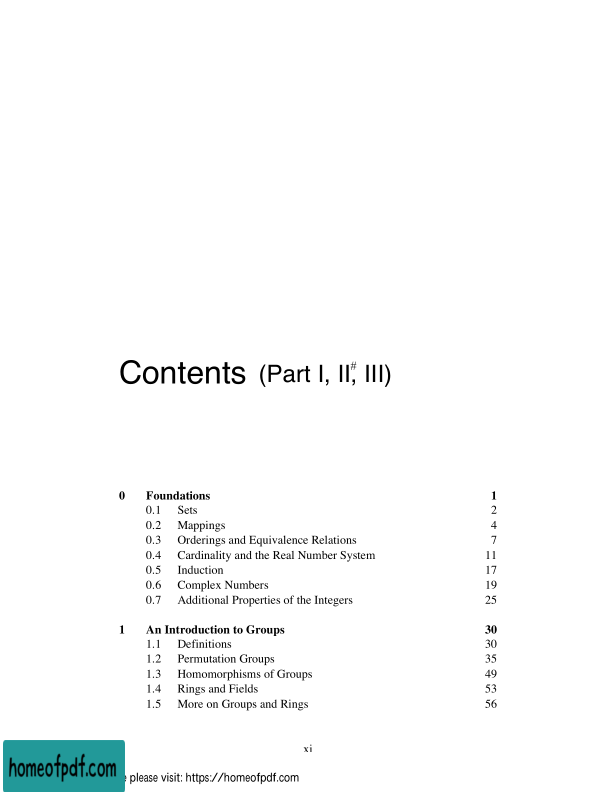 Contents (Part I, II#, III)
0 Foundations 1
0.1 Sets 2
0.2 Mappings 4
0.3 Orderings and Equivalence Relations 7
0.4 Cardinality and the Real Number System 11
0.5 Induction 17
0.6 Complex Numbers 19
0.7 Additional Properties of the Integers 25
1 An Introduction to Groups 30
1.1 Definitions 30
1.2 Permutation Groups 35
1.3 Homomorphisms of Groups 49
1.4 Rings and Fields 53
1.5 More on Groups and Rings 56
xi
homeofpdf.com
please visit: https://homeofpdf.com